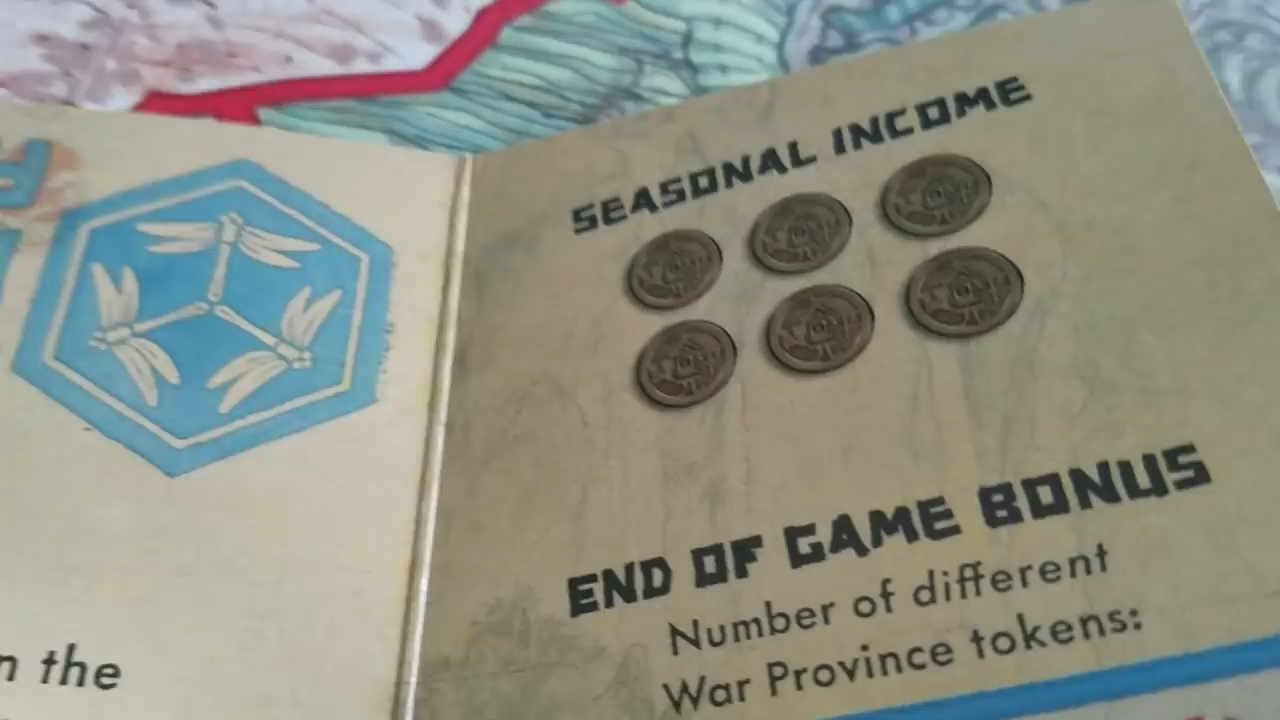 SEASONAL INCOME
END OF GAME BONUS
Number of different
War Province tokens:
the